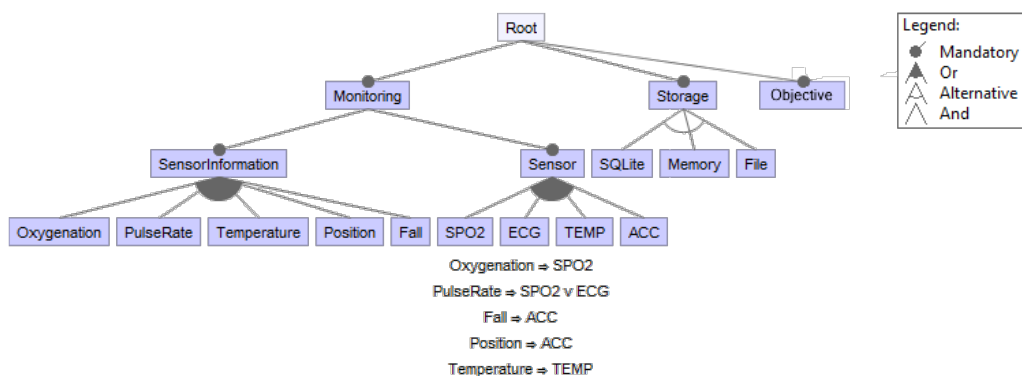 Root
Legend:
Mandatory
Or
Alternative
And
Monitoring
Storage
Objective
SensorInformation
Sensor
SQLite
Memory
File
Oxygenation
PulseRate
Temperature
Position
Fall
SPO2
ECG
TEMP
ACC
Oxygenation ⇒ SPO2
PulseRate ⇒ SPO2 ∨ ECG
Fall ⇒ ACC
Position ⇒ ACC
Temperature ⇒ TEMP